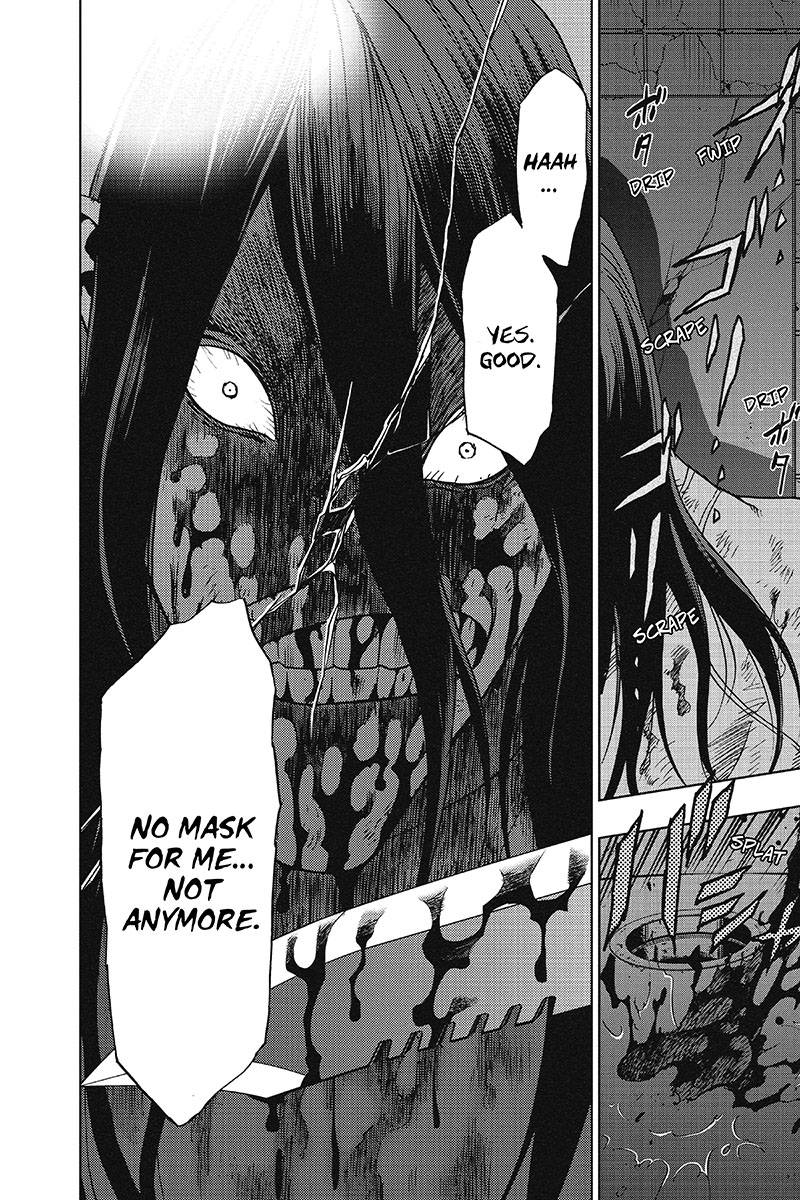 ボタ
DRIP
FWIP
SCRAPE
DRIP
ボタ
SCRAPE
SPLAT
HAAH
...
YES.
GOOD.
NO MASK
FOR ME...
NOT
ANYMORE.